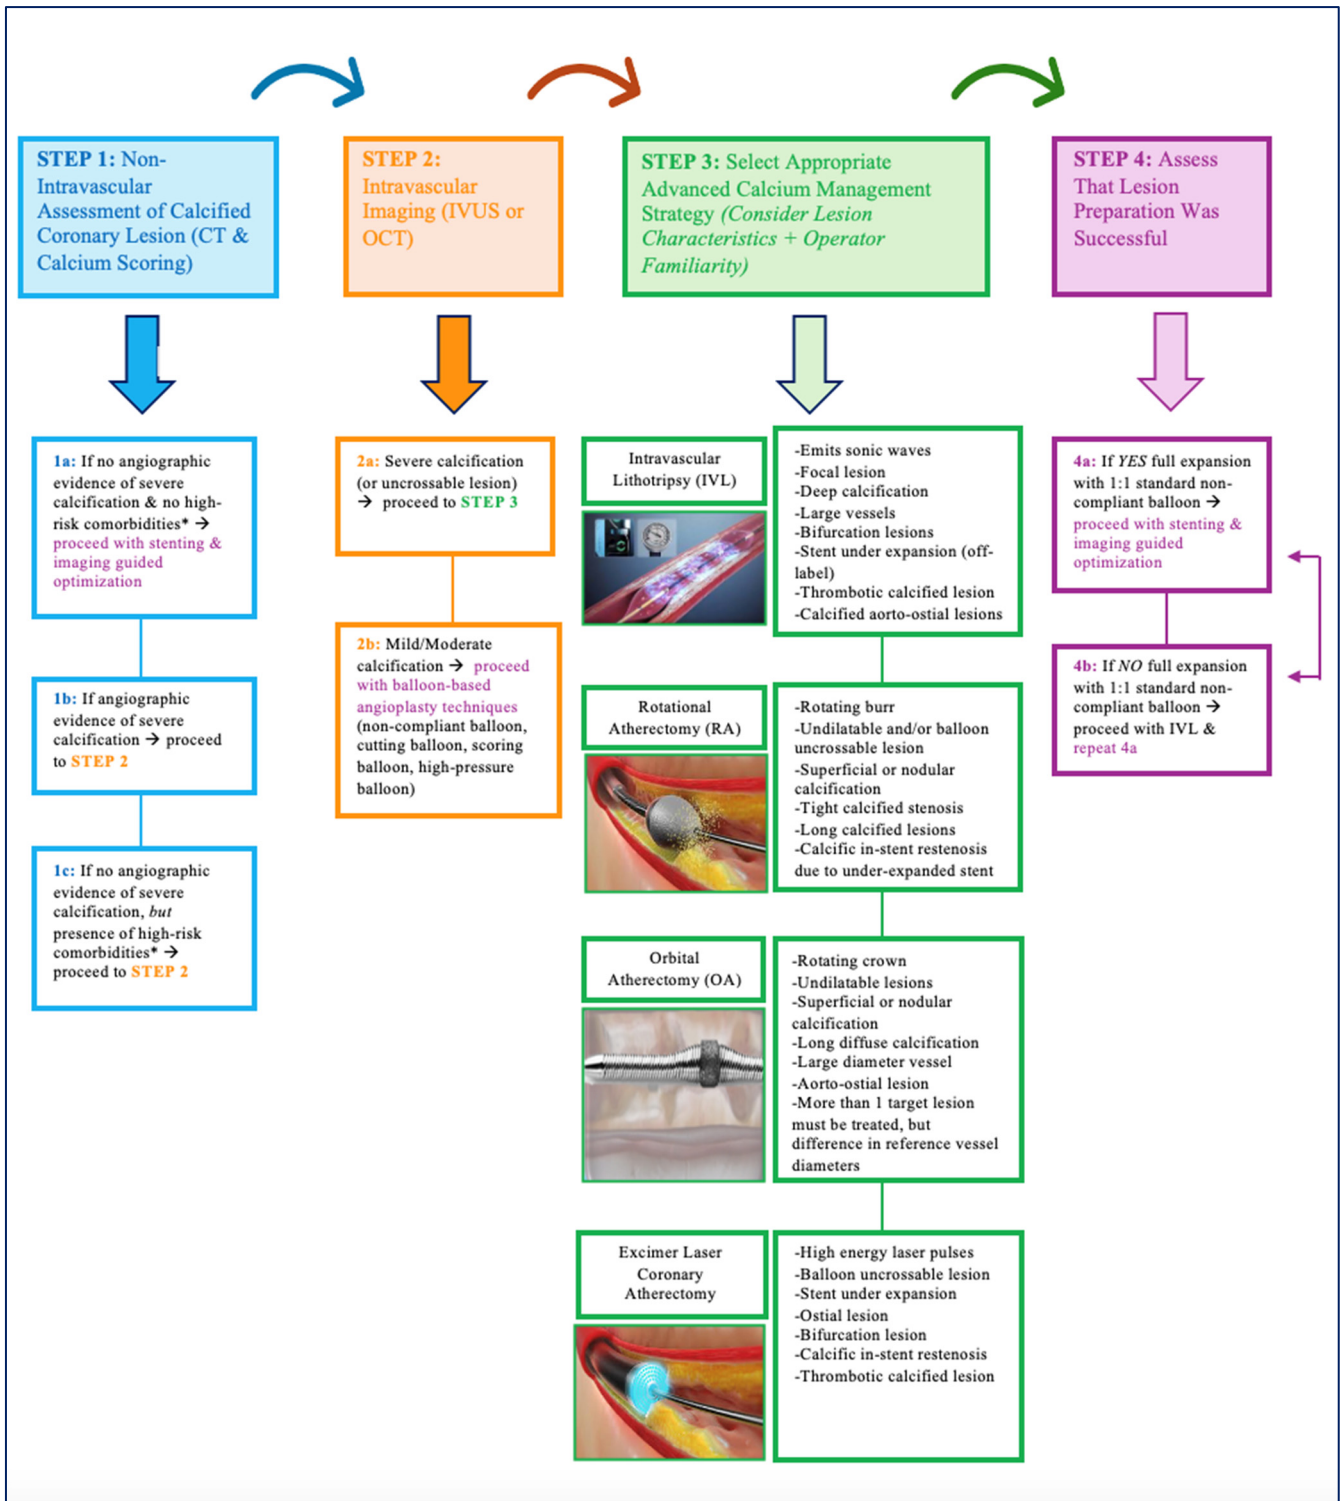 STEP 1: Non-
Intravascular
Assessment of Calcified
Coronary Lesion (CT &
Calcium Scoring)
STEP 2:
Intravascular
Imaging (IVUS or
OCT)
STEP 3: Select Appropriate
Advanced Calcium Management
Strategy (Consider Lesion
Characteristics + Operator
Familiarity)
STEP 4: Assess
That Lesion
Preparation Was
Successful
1a: If no angiographic
evidence of severe
calcification & no high-
risk comorbidities* →
proceed with stenting &
imaging guided
optimization
1b: If angiographic
evidence of severe
calcification → proceed
to STEP 2
1c: If no angiographic
evidence of severe
calcification, but
presence of high-risk
comorbidities* →
proceed to STEP 2
2a: Severe calcification
(or uncrossable lesion)
→ proceed to STEP 3
2b: Mild/Moderate
calcification → proceed
with balloon-based
angioplasty techniques
(non-compliant balloon,
cutting balloon, scoring
balloon, high-pressure
balloon)
Intravascular
Lithotripsy (IVL)
-Emits sonic waves
-Focal lesion
-Deep calcification
-Large vessels
-Bifurcation lesions
-Stent under expansion (off-
label)
-Thrombotic calcified lesion
-Calcified aorto-ostial lesions
Rotational
Atherectomy (RA)
-Rotating burr
-Undilatable and/or balloon
uncrossable lesion
-Superficial or nodular
calcification
-Tight calcified stenosis
-Long calcified lesions
-Calcific in-stent restenosis
due to under-expanded stent
Orbital
Atherectomy (OA)
-Rotating crown
-Undilatable lesions
-Superficial or nodular
calcification
-Long diffuse calcification
-Large diameter vessel
-Aorto-ostial lesion
-More than 1 target lesion
must be treated, but
difference in reference vessel
diameters
Excimer Laser
Coronary
Atherectomy
-High energy laser pulses
-Balloon uncrossable lesion
-Stent under expansion
-Ostial lesion
-Bifurcation lesion
-Calcific in-stent restenosis
-Thrombotic calcified lesion
4a: If YES full expansion
with 1:1 standard non-
compliant balloon →
proceed with stenting &
imaging guided
optimization
4b: If NO full expansion
with 1:1 standard non-
compliant balloon →
proceed with IVL &
repeat 4a